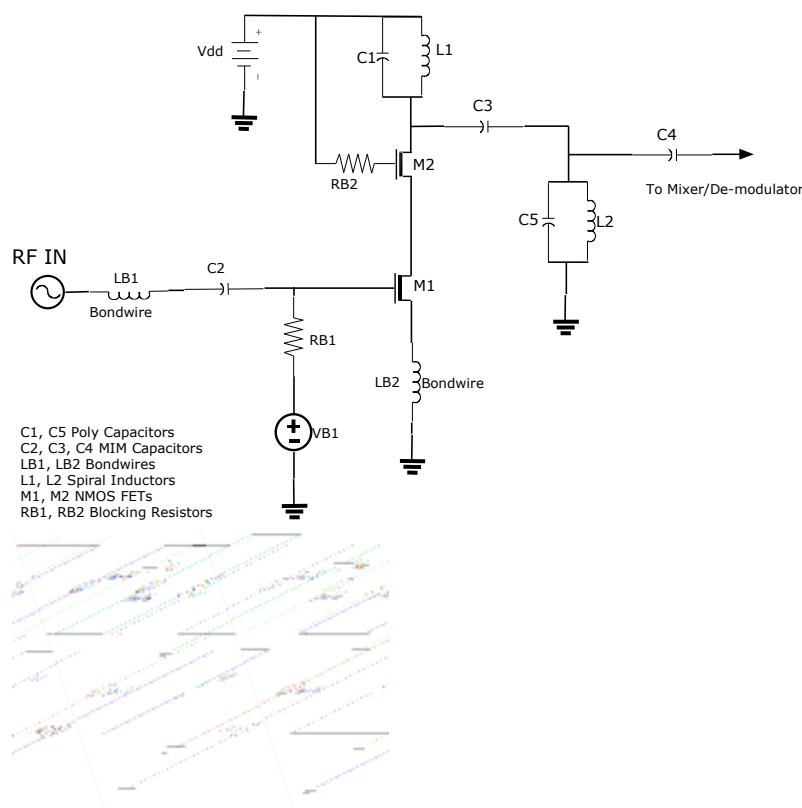 Vdd
+
-
C1
L1
C3
C4
M2
RB2
To Mixer/De-modulator
C5
L2
RF IN
LB1
C2
Bondwire
M1
RB1
LB2
Bondwire
VB1
C1, C5 Poly Capacitors
C2, C3, C4 MIM Capacitors
LB1, LB2 Bondwires
L1, L2 Spiral Inductors
M1, M2 NMOS FETs
RB1, RB2 Blocking Resistors